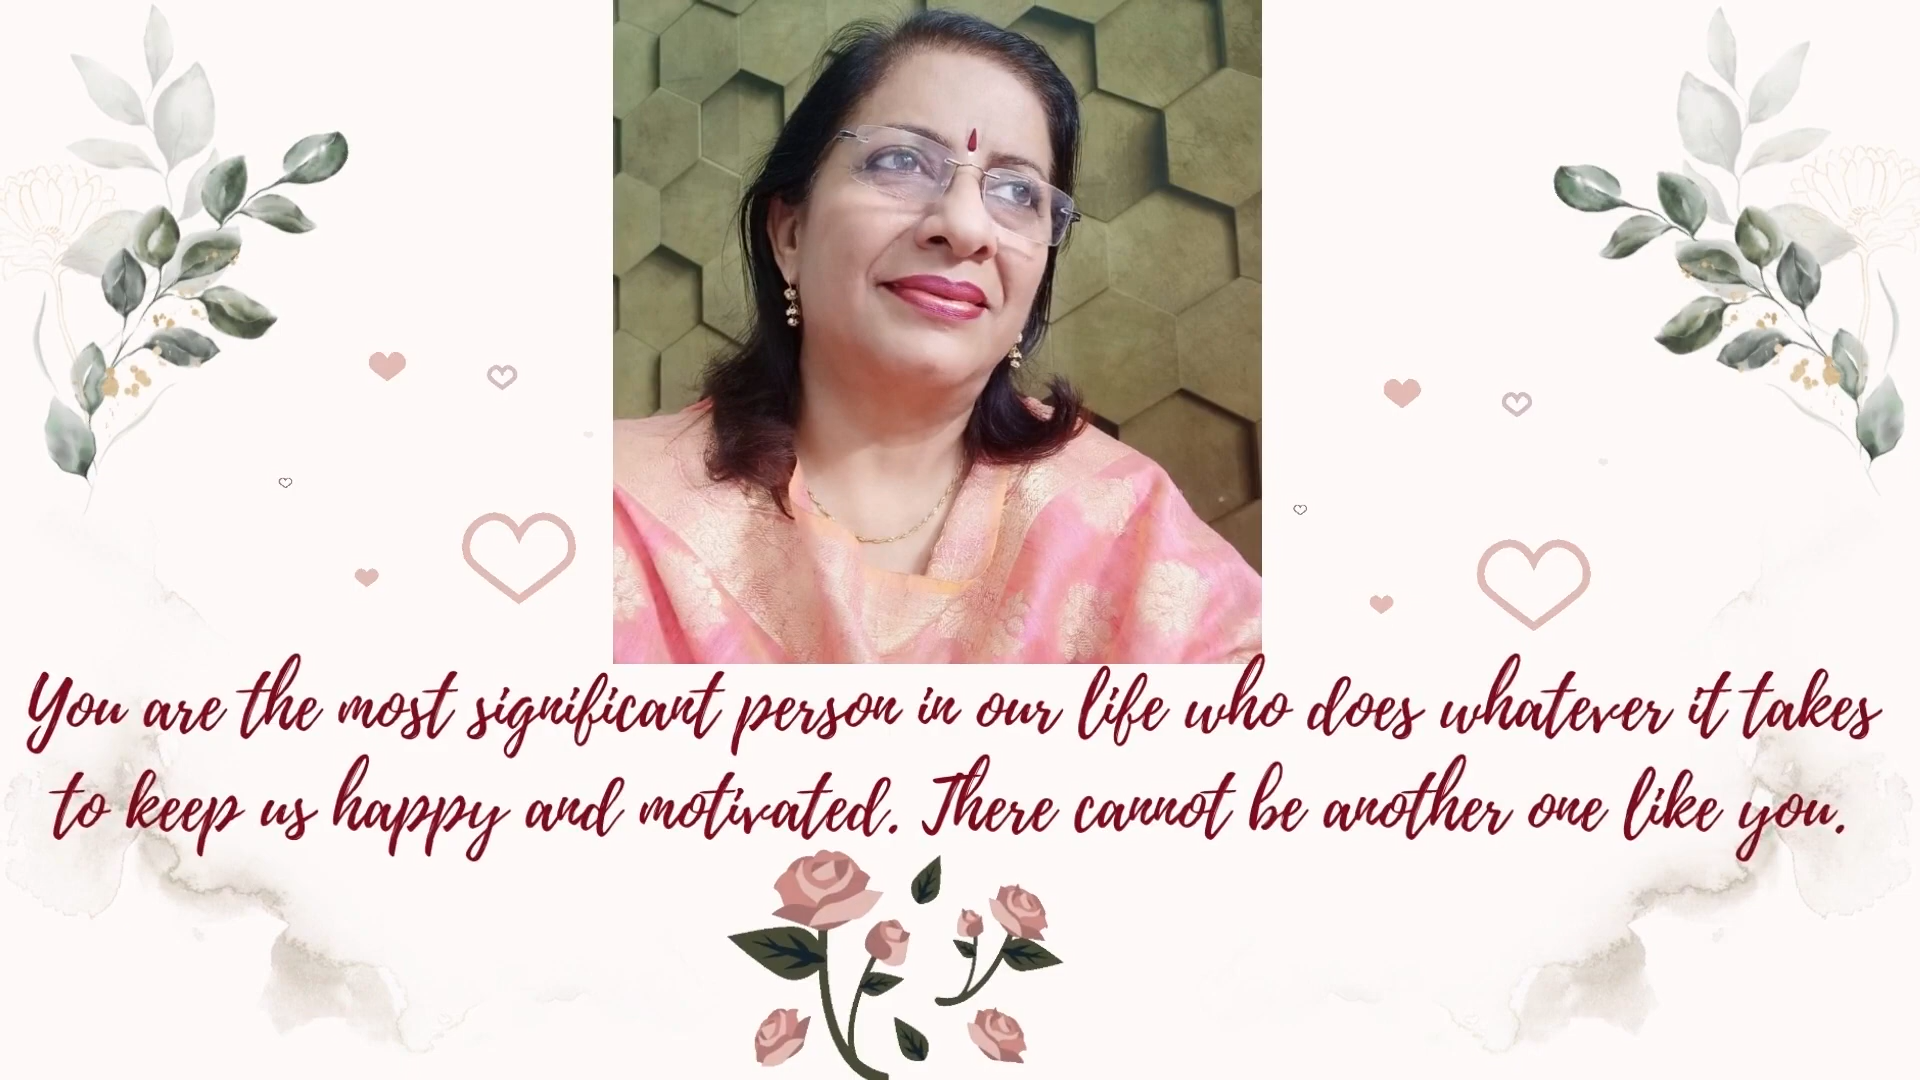 You are the most significant person in our life who does whatever it takes
to keep us happy and motivated. There cannot be another one like you.